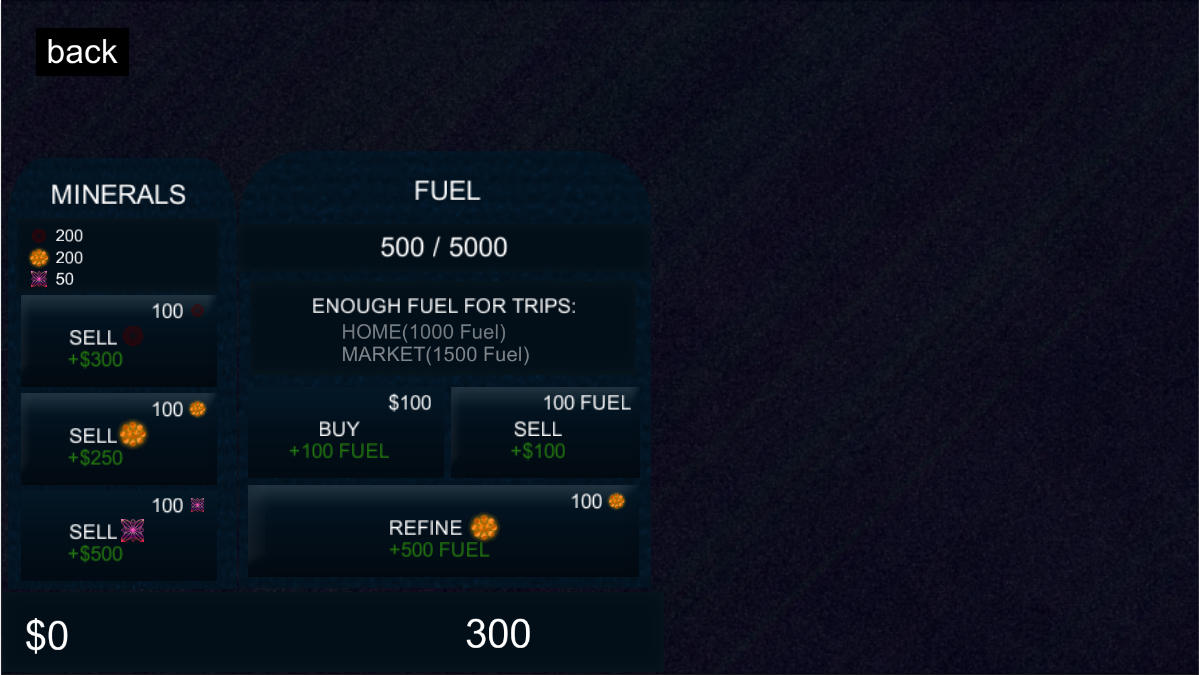 back
MINERALS
200
200
50
100
SELL
+$300
100
SELL
+$250
100
SELL
+$500
FUEL
500 / 5000
ENOUGH FUEL FOR TRIPS:
HOME(1000 Fuel)
MARKET(1500 Fuel)
$100
BUY
+100 FUEL
100 FUEL
SELL
+$100
100
REFINE
+500 FUEL
$0
300